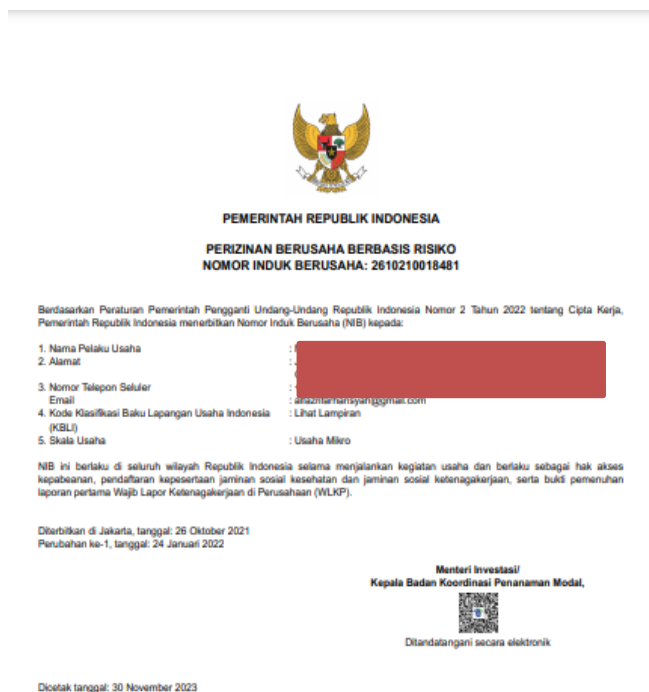 PEMERINTAH REPUBLIK INDONESIA
PERIZINAN BERUSAHA BERBASIS RISIKO
NOMOR INDUK BERUSAHA: 2610210018481
Berdasarkan Peraturan Pemerintah Pengganti Undang-Undang Republik Indonesia Nomor 2 Tahun 2022 tentang Cipta Kerja,
Pemerintah Republik Indonesia menerbitkan Nomor Induk Berusaha (NIB) kepada:
1. Nama Pelaku Usaha :
2. Alamat :
3. Nomor Telepon Seluler :
Email :
4. Kode Klasifikasi Baku Lapangan Usaha Indonesia : Lihat Lampiran
(KBLI)
5. Skala Usaha : Usaha Mikro
NIB ini berlaku di seluruh wilayah Republik Indonesia selama menjalankan kegiatan usaha dan berlaku sebagai hak akses
kepabeanan, pendaftaran kepesertaan jaminan sosial kesehatan dan jaminan sosial ketenagakerjaan, serta bukti pemenuhan
laporan pertama Wajib Lapor Ketenagakerjaan di Perusahaan (WLKP).
Diterbitkan di Jakarta, tanggal: 26 Oktober 2021
Perubahan ke-1, tanggal: 24 Januari 2022
Menteri Investasi/
Kepala Badan Koordinasi Penanaman Modal,
Ditandatangani secara elektronik
Dicetak tanggal: 30 November 2023